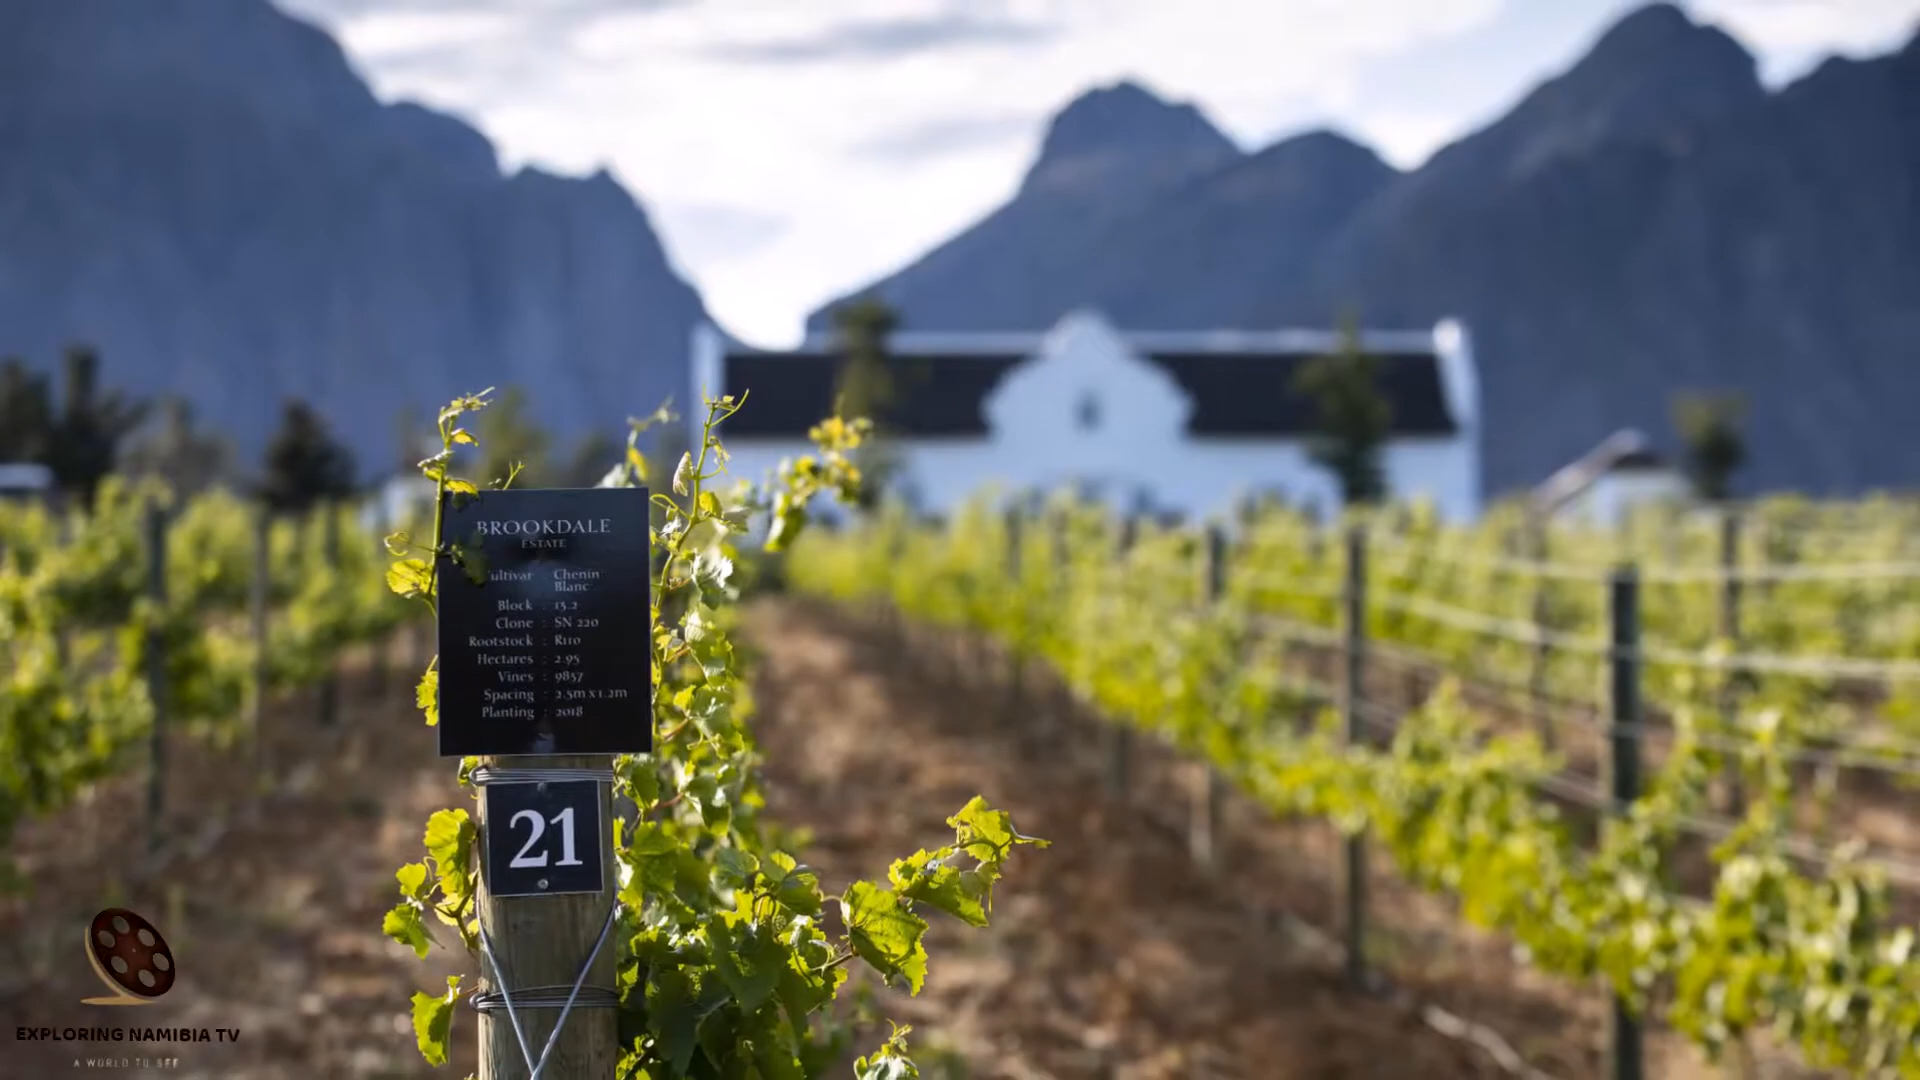 BROOKDALE
ESTATE
Cultivar : Chenin
Blanc
Block : 15.2
Clone : SN 220
Rootstock : R110
Hectares : 2.95
Vines : 9857
Spacing : 2.5m x 1.2m
Planting : 2018
21
EXPLORING NAMIBIA TV
A WORLD TO SEE